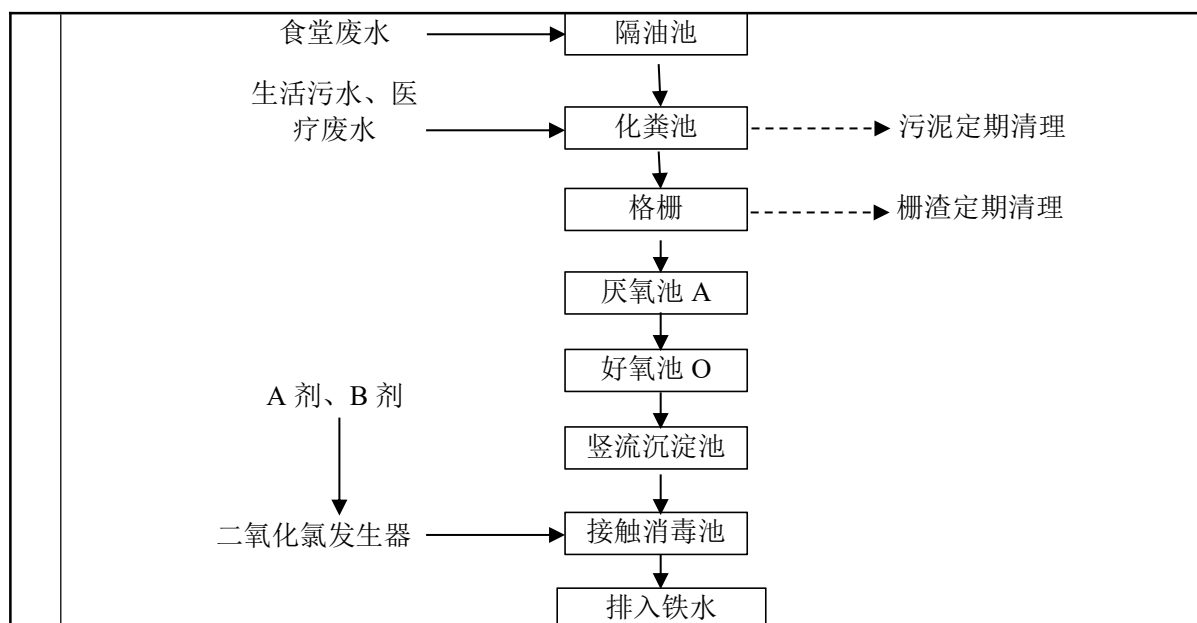 食堂废水
隔油池
生活污水、医
疗废水
化粪池
污泥定期清理
格栅
栅渣定期清理
厌氧池 A
好氧池 O
A 剂、B 剂
竖流沉淀池
二氧化氯发生器
接触消毒池
排入铁水